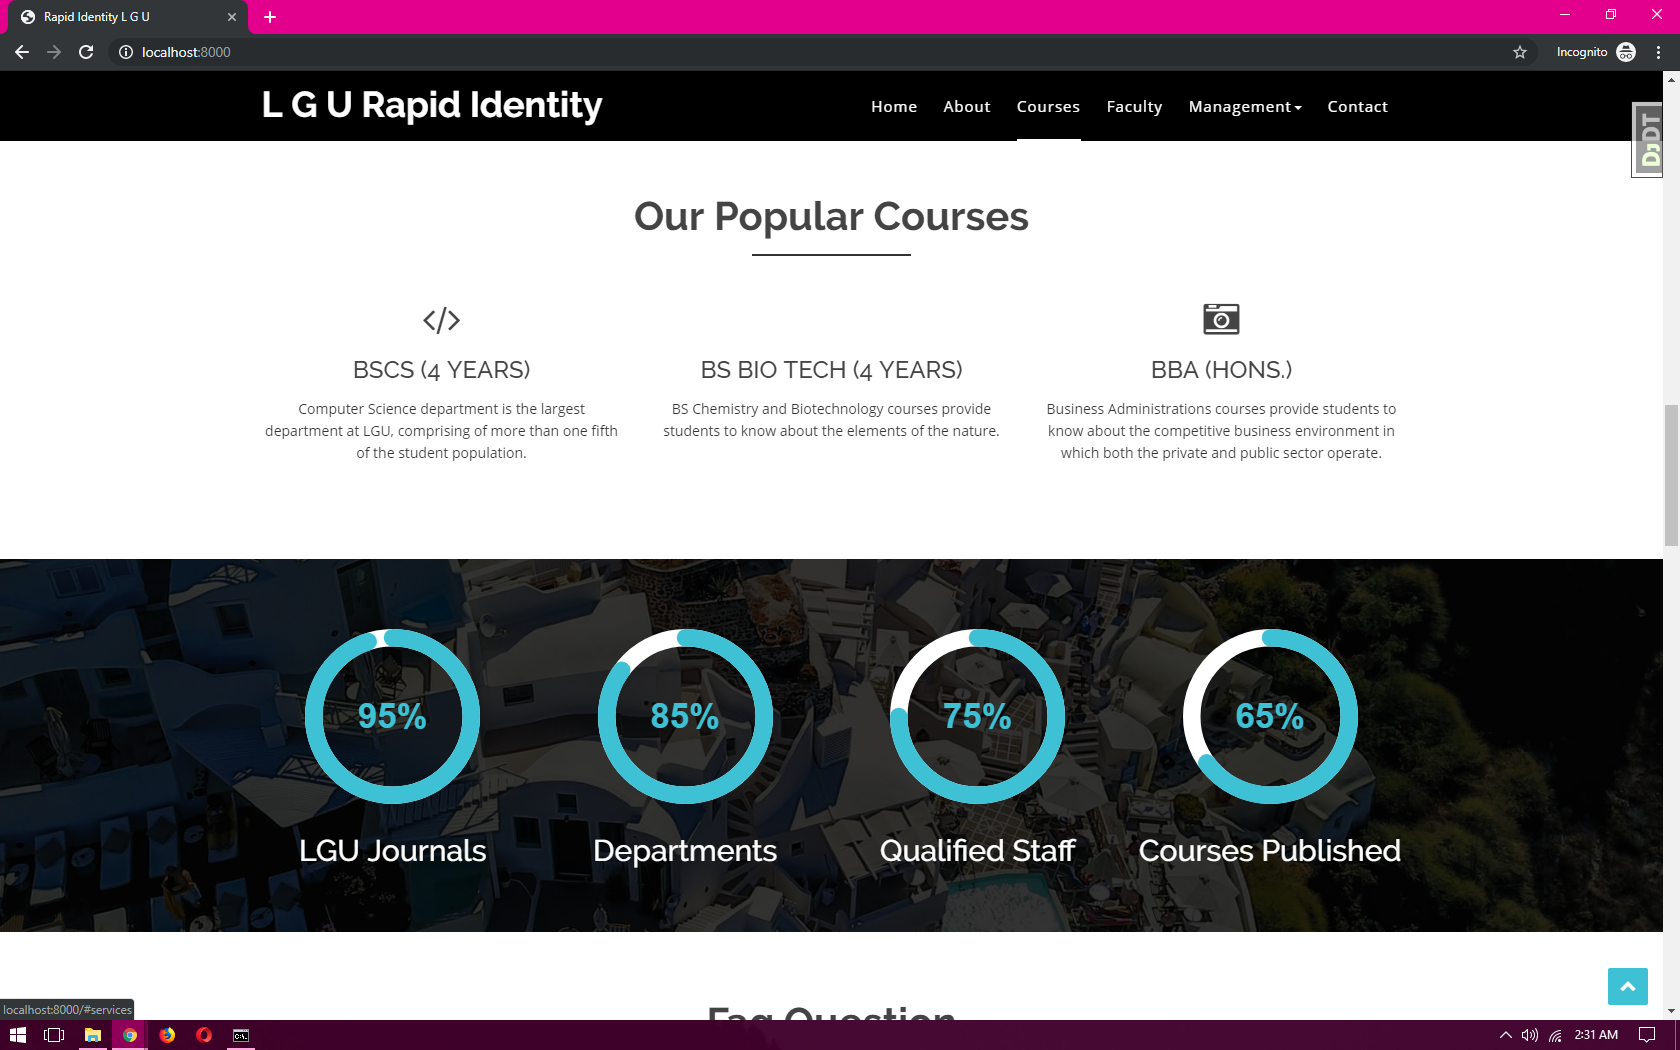 Rapid Identity L G U
localhost:8000
Incognito
L G U Rapid Identity
Home About Courses Faculty Management Contact
DjDT
Our Popular Courses
BSCS (4 YEARS)
Computer Science department is the largest
department at LGU, comprising of more than one fifth
of the student population.
BS BIO TECH (4 YEARS)
BS Chemistry and Biotechnology courses provide
students to know about the elements of the nature.
BBA (HONS.)
Business Administrations courses provide students to
know about the competitive business environment in
which both the private and public sector operate.
95%
LGU Journals
85%
Departments
75%
Qualified Staff
65%
Courses Published
Faq Question
localhost:8000/#services
2:31 AM